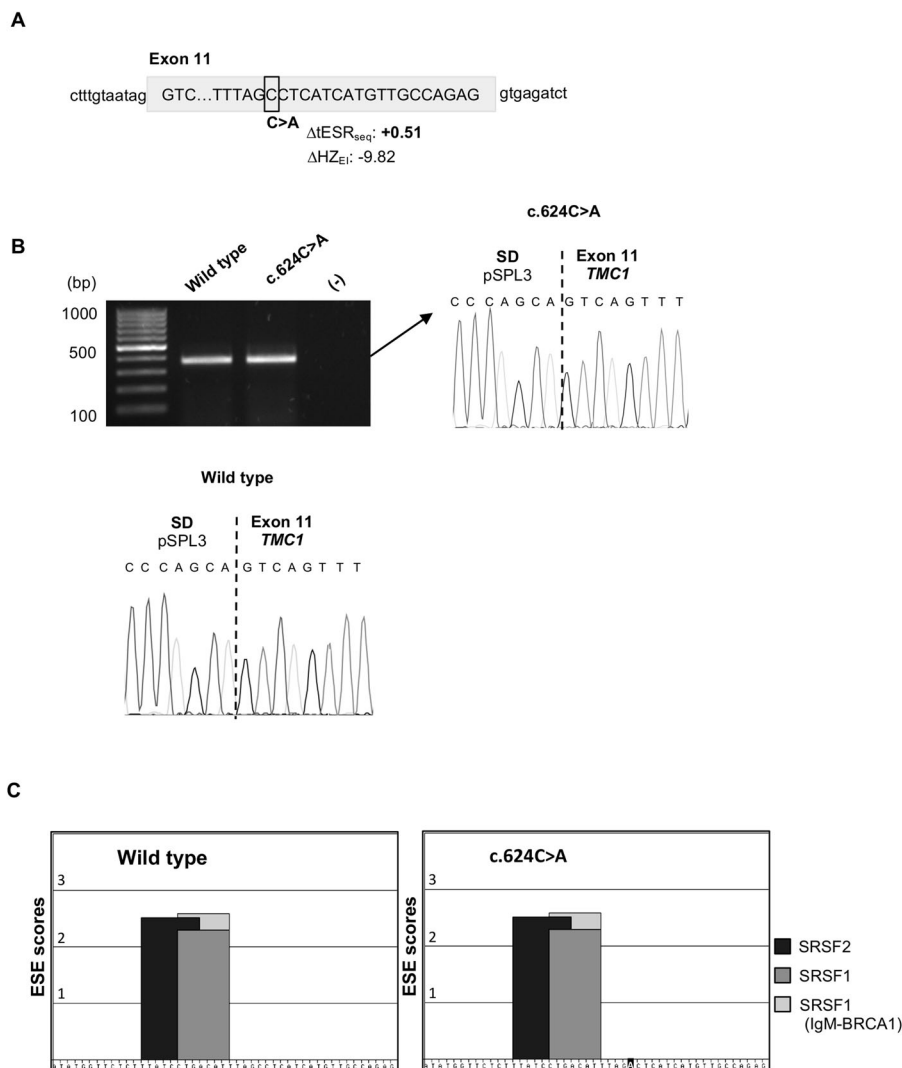 A
Exon 11
ctttgtaatag GTC...TTTAGCCTCATCATGTTGCCAGAG gtgagatct
C>A
ΔtESRseq: +0.51
ΔHZEI: -9.82
B
(bp)
Wild type
c.624C>A
(-)
1000
500
100
c.624C>A
SD
pSPL3
Exon 11
TMC1
C C C A G C A G T C A G T T T
Wild type
SD
pSPL3
Exon 11
TMC1
C C C A G C A G T C A G T T T
C
Wild type
ESE scores
3
2
1
ATATGGTTCTCTTTATCCTGACATTTAGCCTCATCATGTTGCCAGAG
c.624C>A
ESE scores
3
2
1
ATATGGTTCTCTTTATCCTGACATTTAGACTCATCATGTTGCCAGAG
SRSF2
SRSF1
SRSF1
(IgM-BRCA1)